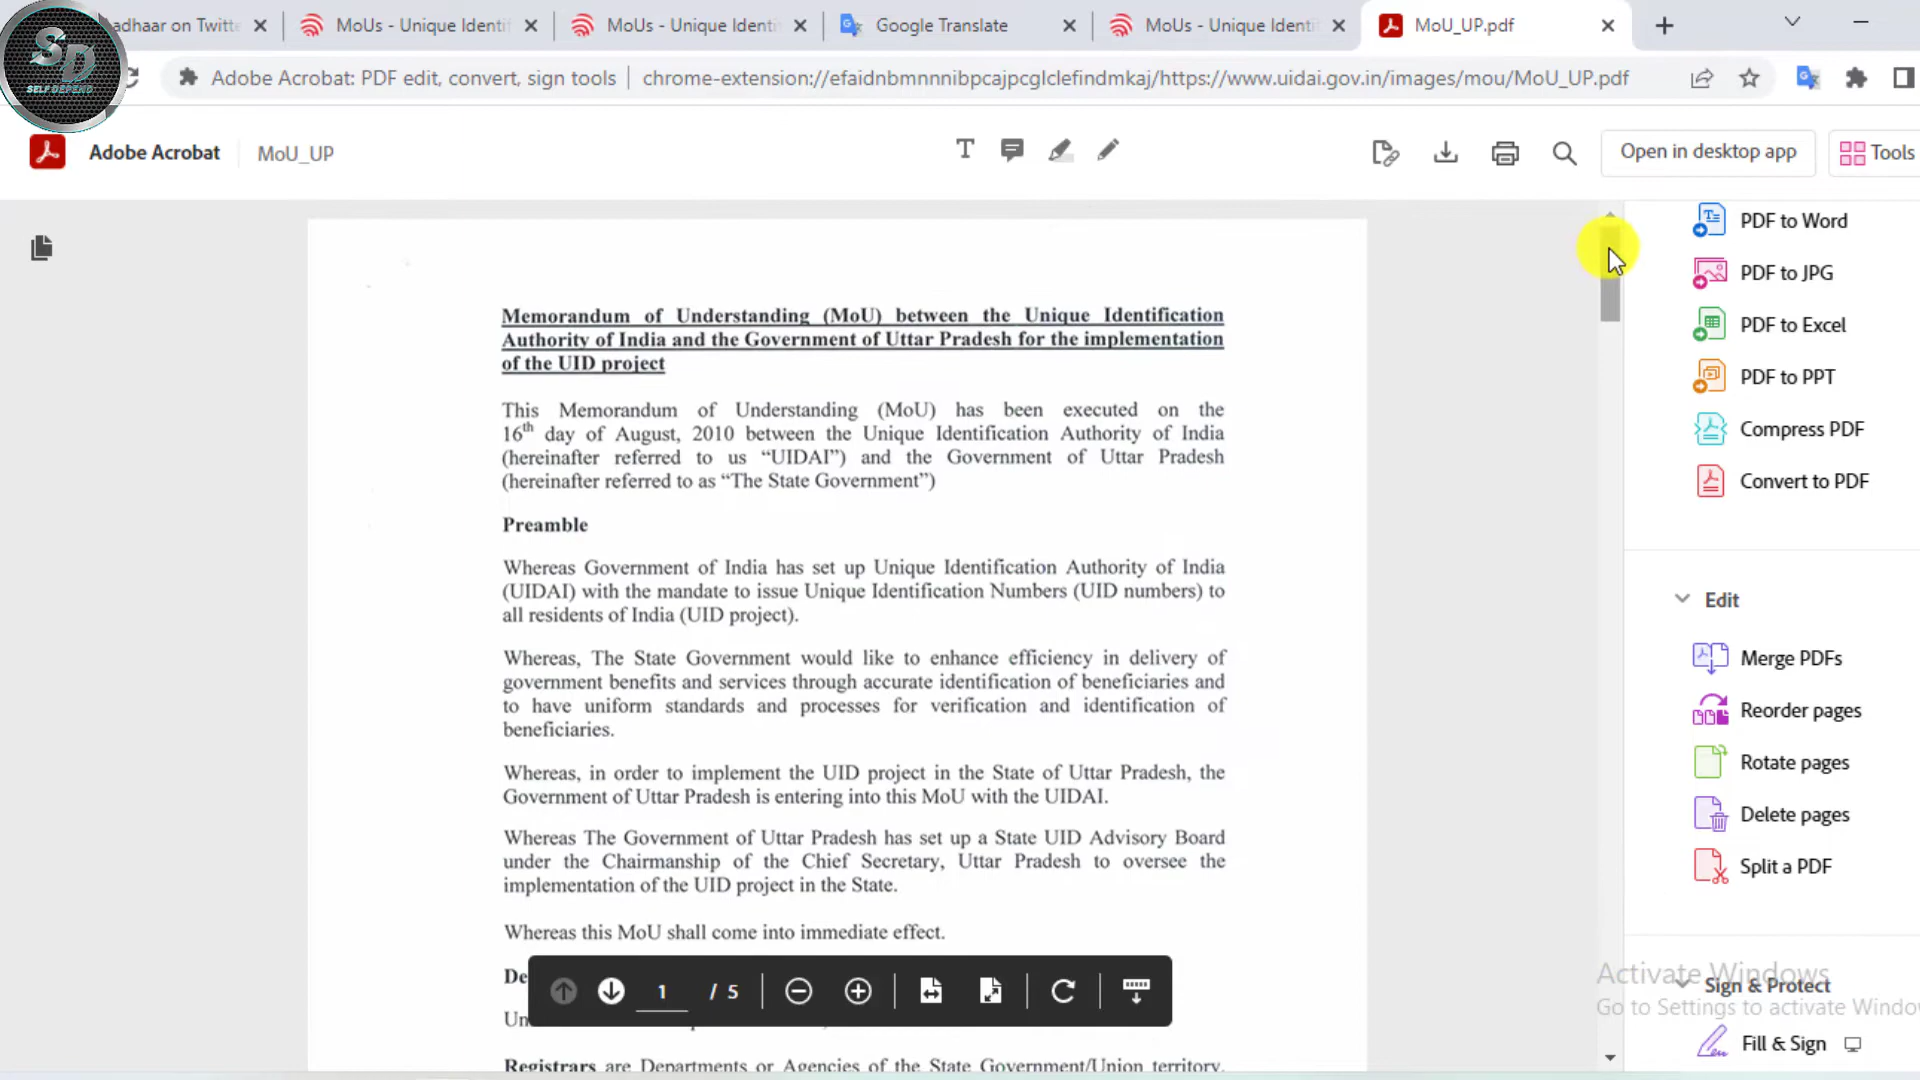 adhaar on Twitte
MoUs - Unique Identif
MoUs - Unique Identi
Google Translate
MoUs - Unique Identif
MoU_UP.pdf
SD
SELF DEPEND
Adobe Acrobat: PDF edit, convert, sign tools
chrome-extension://efaidnbmnnnibpcajpcglclefindmkaj/https://www.uidai.gov.in/images/mou/MoU_UP.pdf
Adobe Acrobat
MoU_UP
Open in desktop app
Tools
Memorandum of Understanding (MoU) between the Unique Identification
Authority of India and the Government of Uttar Pradesh for the implementation
of the UID project
This Memorandum of Understanding (MoU) has been executed on the
16th day of August, 2010 between the Unique Identification Authority of India
(hereinafter referred to us “UIDAI”) and the Government of Uttar Pradesh
(hereinafter referred to as “The State Government”)
Preamble
Whereas Government of India has set up Unique Identification Authority of India
(UIDAI) with the mandate to issue Unique Identification Numbers (UID numbers) to
all residents of India (UID project).
Whereas, The State Government would like to enhance efficiency in delivery of
government benefits and services through accurate identification of beneficiaries and
to have uniform standards and processes for verification and identification of
beneficiaries.
Whereas, in order to implement the UID project in the State of Uttar Pradesh, the
Government of Uttar Pradesh is entering into this MoU with the UIDAI.
Whereas The Government of Uttar Pradesh has set up a State UID Advisory Board
under the Chairmanship of the Chief Secretary, Uttar Pradesh to oversee the
implementation of the UID project in the State.
Whereas this MoU shall come into immediate effect.
De
Un
Registrars are Departments or Agencies of the State Government/Union territory,
1 / 5
PDF to Word
PDF to JPG
PDF to Excel
PDF to PPT
Compress PDF
Convert to PDF
Edit
Merge PDFs
Reorder pages
Rotate pages
Delete pages
Split a PDF
Activate Windows
Sign & Protect
Go to Settings to activate Window
Fill & Sign